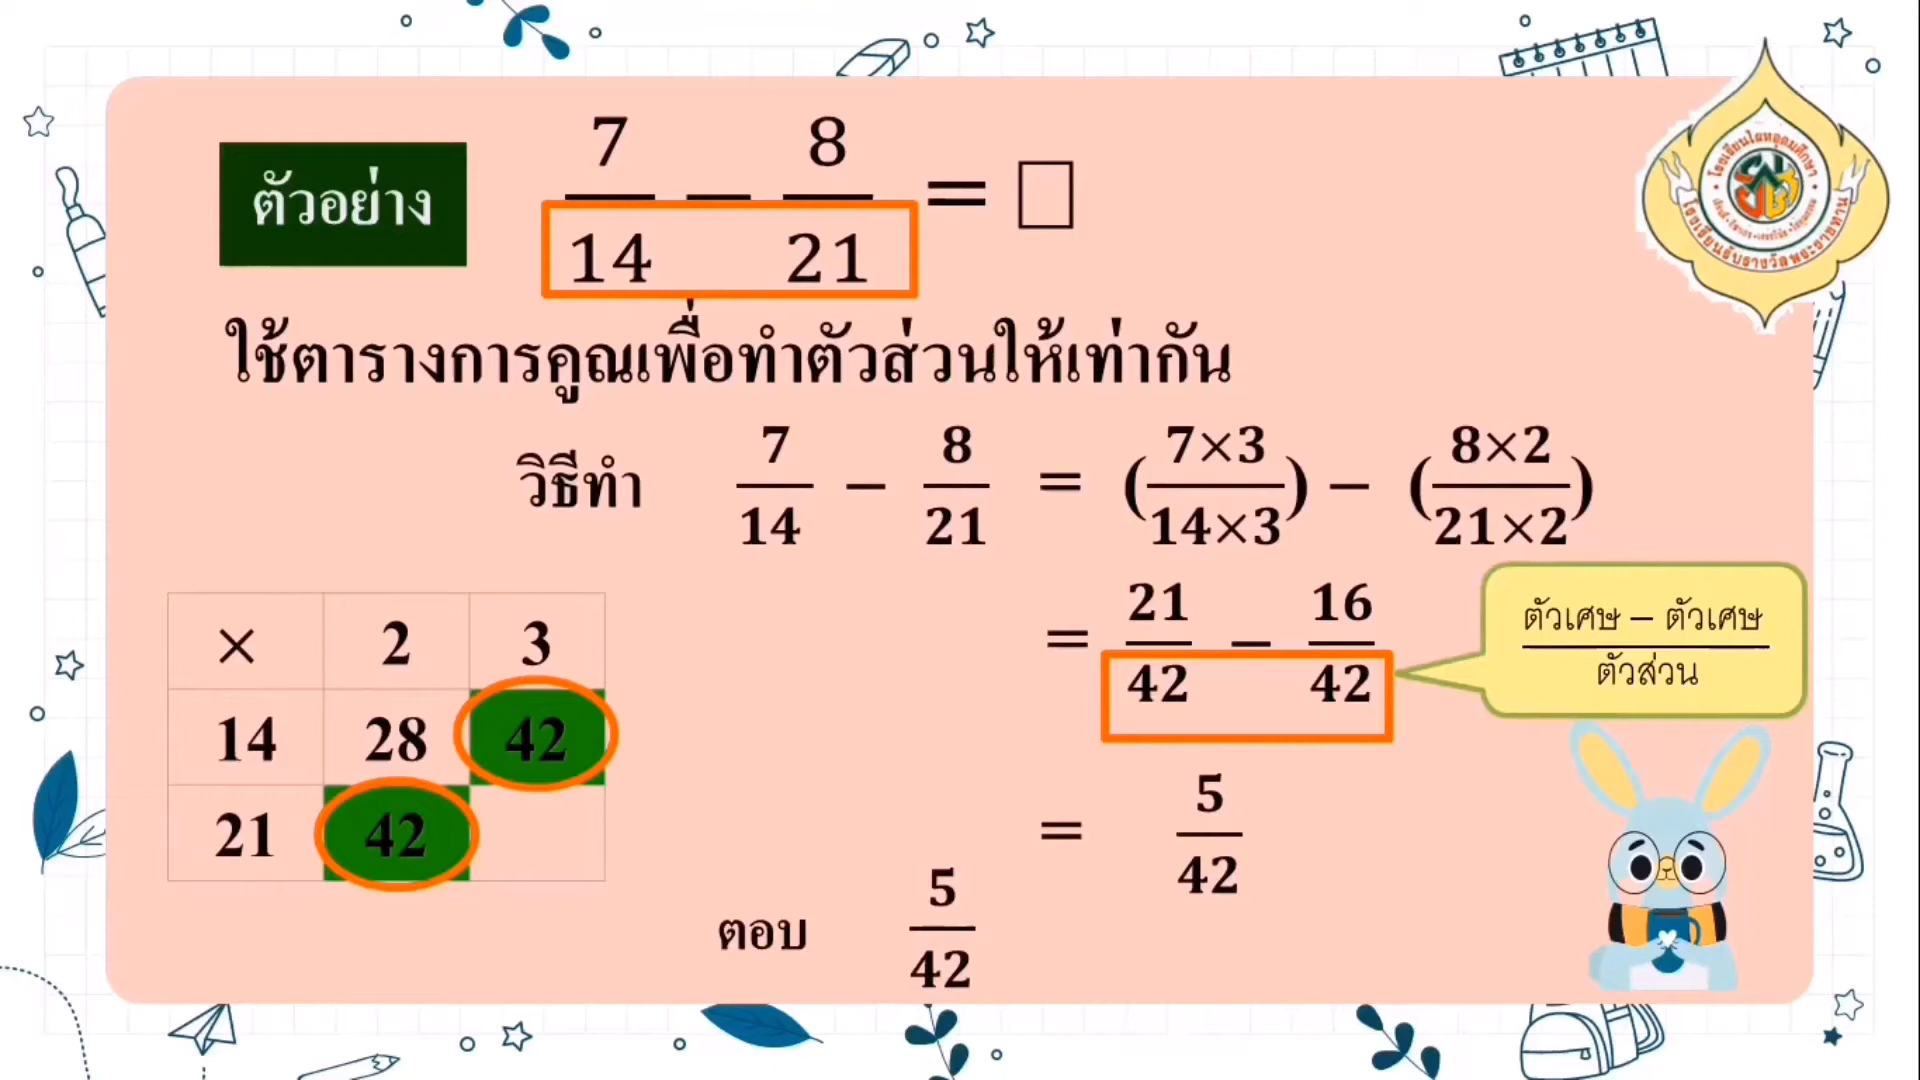 ตัวอย่าง 7/14 − 8/21 = □
ใช้ตารางการคูณเพื่อทำตัวส่วนให้เท่ากัน
วิธีทำ 7/14 − 8/21 = (7×3/14×3) − (8×2/21×2)
= 21/42 − 16/42
ตัวเศษ − ตัวเศษ
ตัวส่วน
× 2 3
14 28 42
21 42
= 5/42
ตอบ 5/42